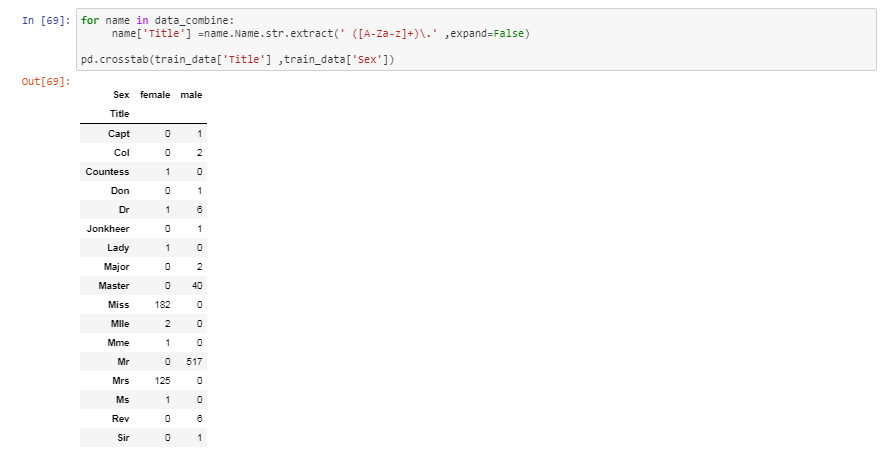 In [69]: for name in data_combine:
name['Title'] =name.Name.str.extract(' ([A-Za-z]+)\.' ,expand=False)
pd.crosstab(train_data['Title'] ,train_data['Sex'])
Out[69]:
Sex female male
Title
Capt 0 1
Col 0 2
Countess 1 0
Don 0 1
Dr 1 6
Jonkheer 0 1
Lady 1 0
Major 0 2
Master 0 40
Miss 182 0
Mlle 2 0
Mme 1 0
Mr 0 517
Mrs 125 0
Ms 1 0
Rev 0 6
Sir 0 1